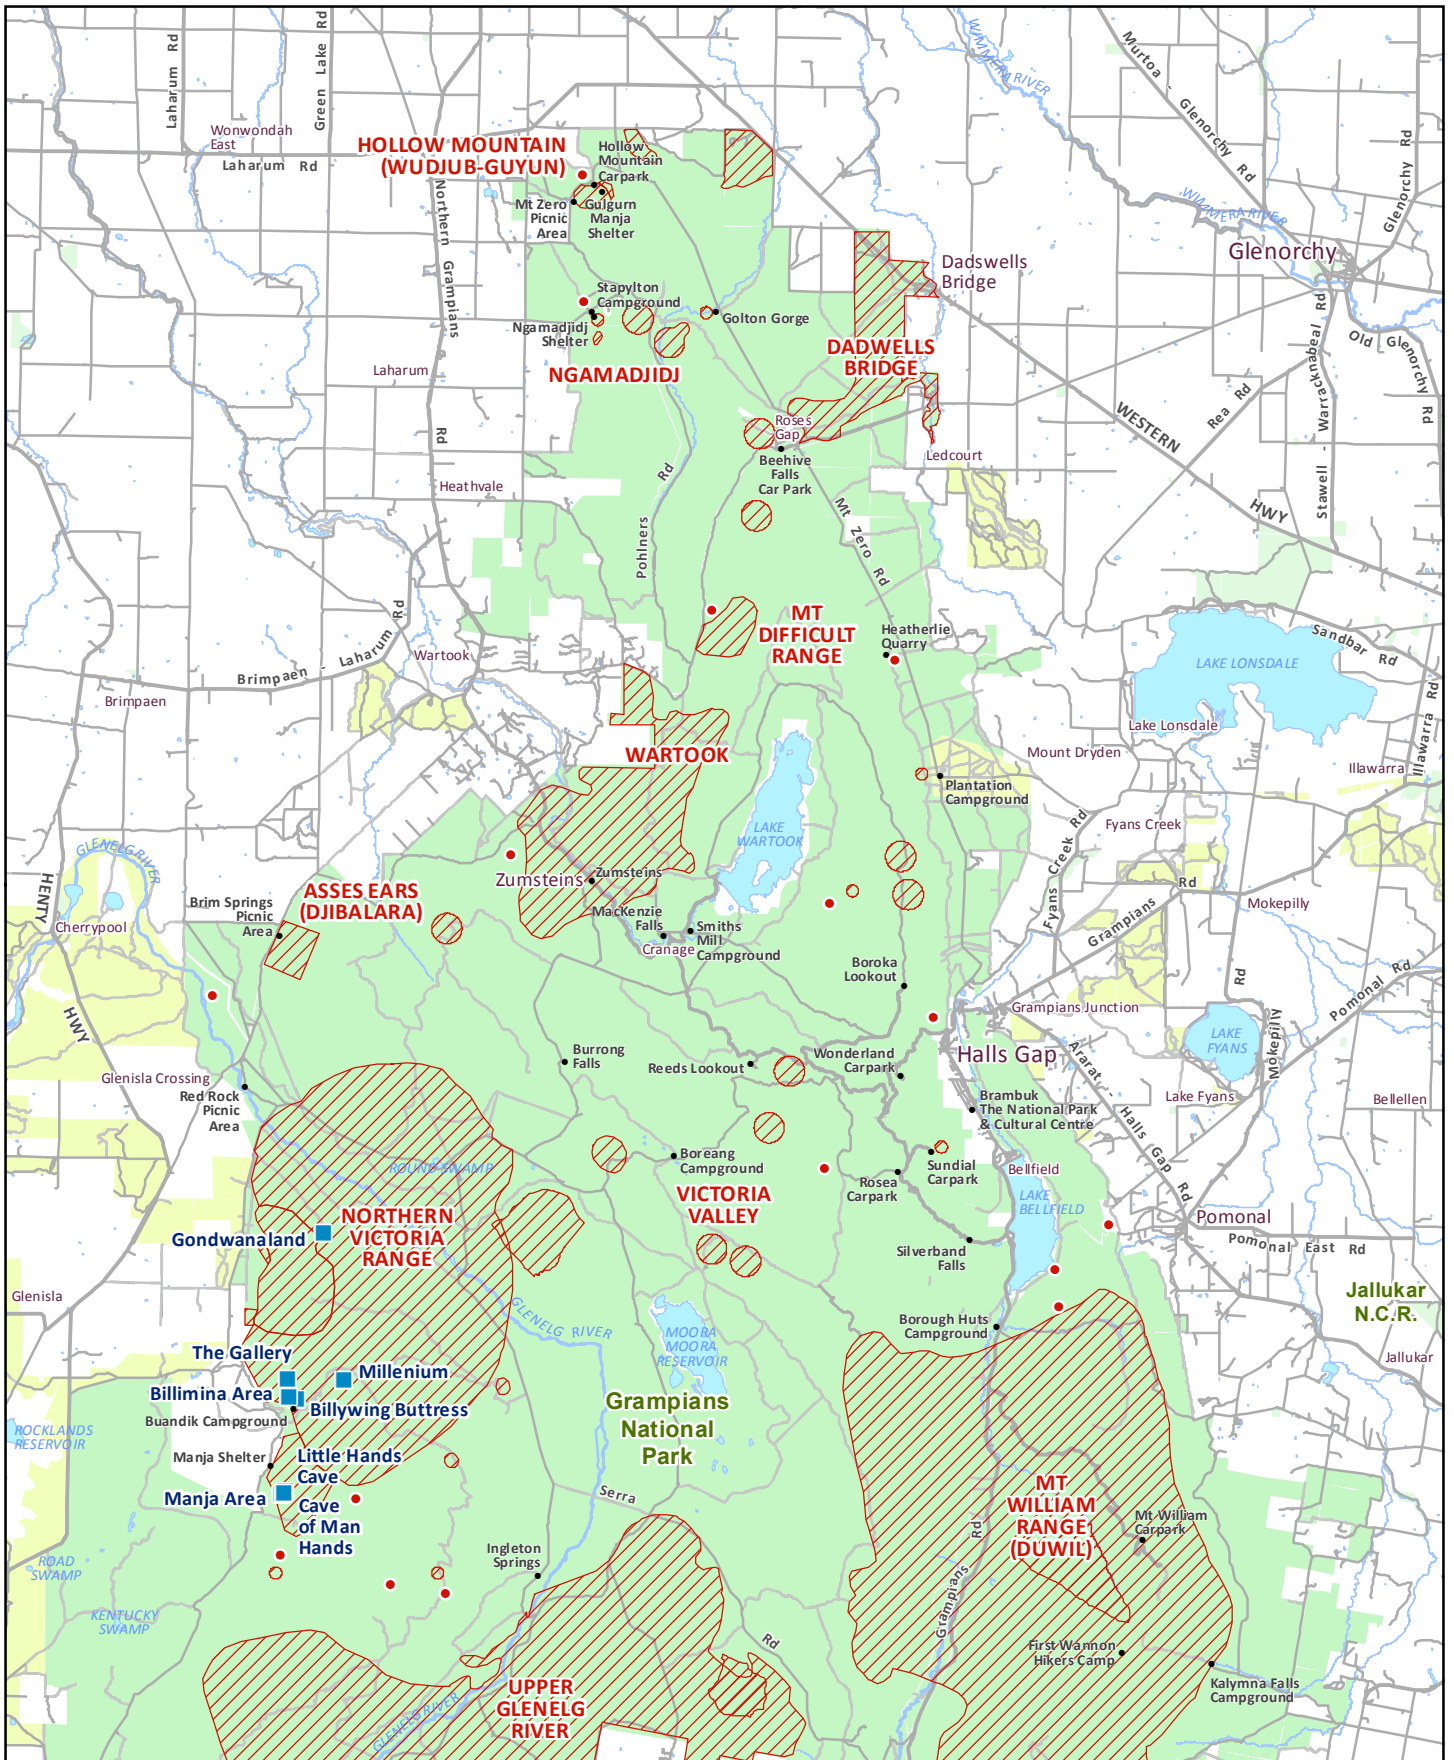 Laharum Rd
Green Lake Rd
WIMMERA RIVER
Murtoa - Glenorchy Rd
Wonwondah
East
Laharum Rd
HOLLOW MOUNTAIN
(WUDJUB-GUYUN)
Hollow
Mountain
Carpark
Mt Zero
Picnic
Area
Gulgurn
Manja
Shelter
Northern Grampians
Rd
WIMMERA RIVER
Glenorchy Rd
Glenorchy
Dadswells
Bridge
Stapylton
Campground
Ngamadjidj
Shelter
Golton Gorge
NGAMADJIDJ
DADWELLS
BRIDGE
Old Glenorchy Rd
Stawell - Warracknabeal Rd
Laharum
Rea Rd
WESTERN
HWY
Roses
Gap
Beehive
Falls
Car Park
Ledcourt
Heathvale
Pohlners
Rd
Mt Zero Rd
MT
DIFFICULT
RANGE
Heatherlie
Quarry
Brimpaen - Laharum Rd
Wartook
Brimpaen
LAKE LONSDALE
Sandbar Rd
Lake Lonsdale
Illawarra Rd
Illawarra
Mount Dryden
WARTOOK
Plantation
Campground
LAKE
WARTOOK
Fyans Creek
Fyans Creek Rd
GLENELG RIVER
HENTY
HWY
Cherrypool
ASSES EARS
(DJIBALARA)
Brim Springs
Picnic
Area
Zumsteins
Zumsteins
MacKenzie
Falls
Cranage
Smiths
Mill
Campground
Boroka
Lookout
Grampians
Rd
Mokepilly
Mokepilly
Rd
Pomonal Rd
Grampians Junction
LAKE
FYANS
Halls Gap
Ararat - Halls Gap Rd
Lake Fyans
Bellellen
Burrong
Falls
Reeds Lookout
Wonderland
Carpark
Brambuk
The National Park
& Cultural Centre
Glenisla Crossing
Red Rock
Picnic
Area
ROUND SWAMP
Boreang
Campground
VICTORIA
VALLEY
Rosea
Carpark
Sundial
Carpark
Bellfield
LAKE
BELLFIELD
Pomonal
Pomonal East Rd
Silverband
Falls
Jallukar
N.C.R.
Jallukar
Gondwanaland
NORTHERN
VICTORIA
RANGE
Glenisla
GLENELG RIVER
MOORA
MOORA
RESERVOIR
Borough Huts
Campground
The Gallery
Millenium
Billimina Area
Billywing Buttress
Buandik Campground
Grampians
National
Park
ROCKLANDS
RESERVOIR
Manja Shelter
Little Hands
Cave
Manja Area
Cave
of Man
Hands
Serra
Rd
MT
WILLIAM
RANGE
(DUWIL)
Mt William
Carpark
Grampians Rd
Ingleton
Springs
ROAD
SWAMP
KENTUCKY
SWAMP
First Wannon
Hikers Camp
Kalymna Falls
Campground
UPPER
GLENELG
RIVER
GLENELG RIVER